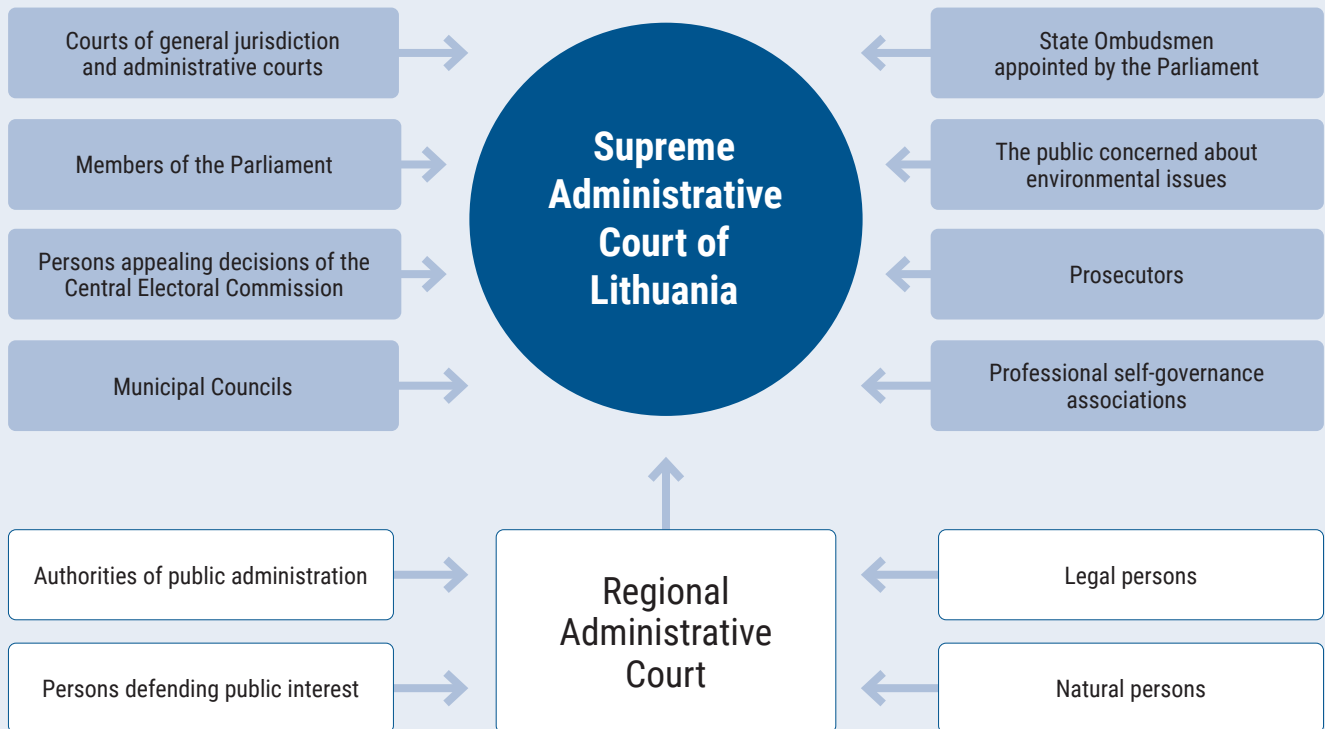 Courts of general jurisdiction
and administrative courts
Members of the Parliament
Persons appealing decisions of the
Central Electoral Commission
Municipal Councils
Supreme
Administrative
Court of
Lithuania
State Ombudsmen
appointed by the Parliament
The public concerned about
environmental issues
Prosecutors
Professional self-governance
associations
Authorities of public administration
Persons defending public interest
Regional
Administrative
Court
Legal persons
Natural persons